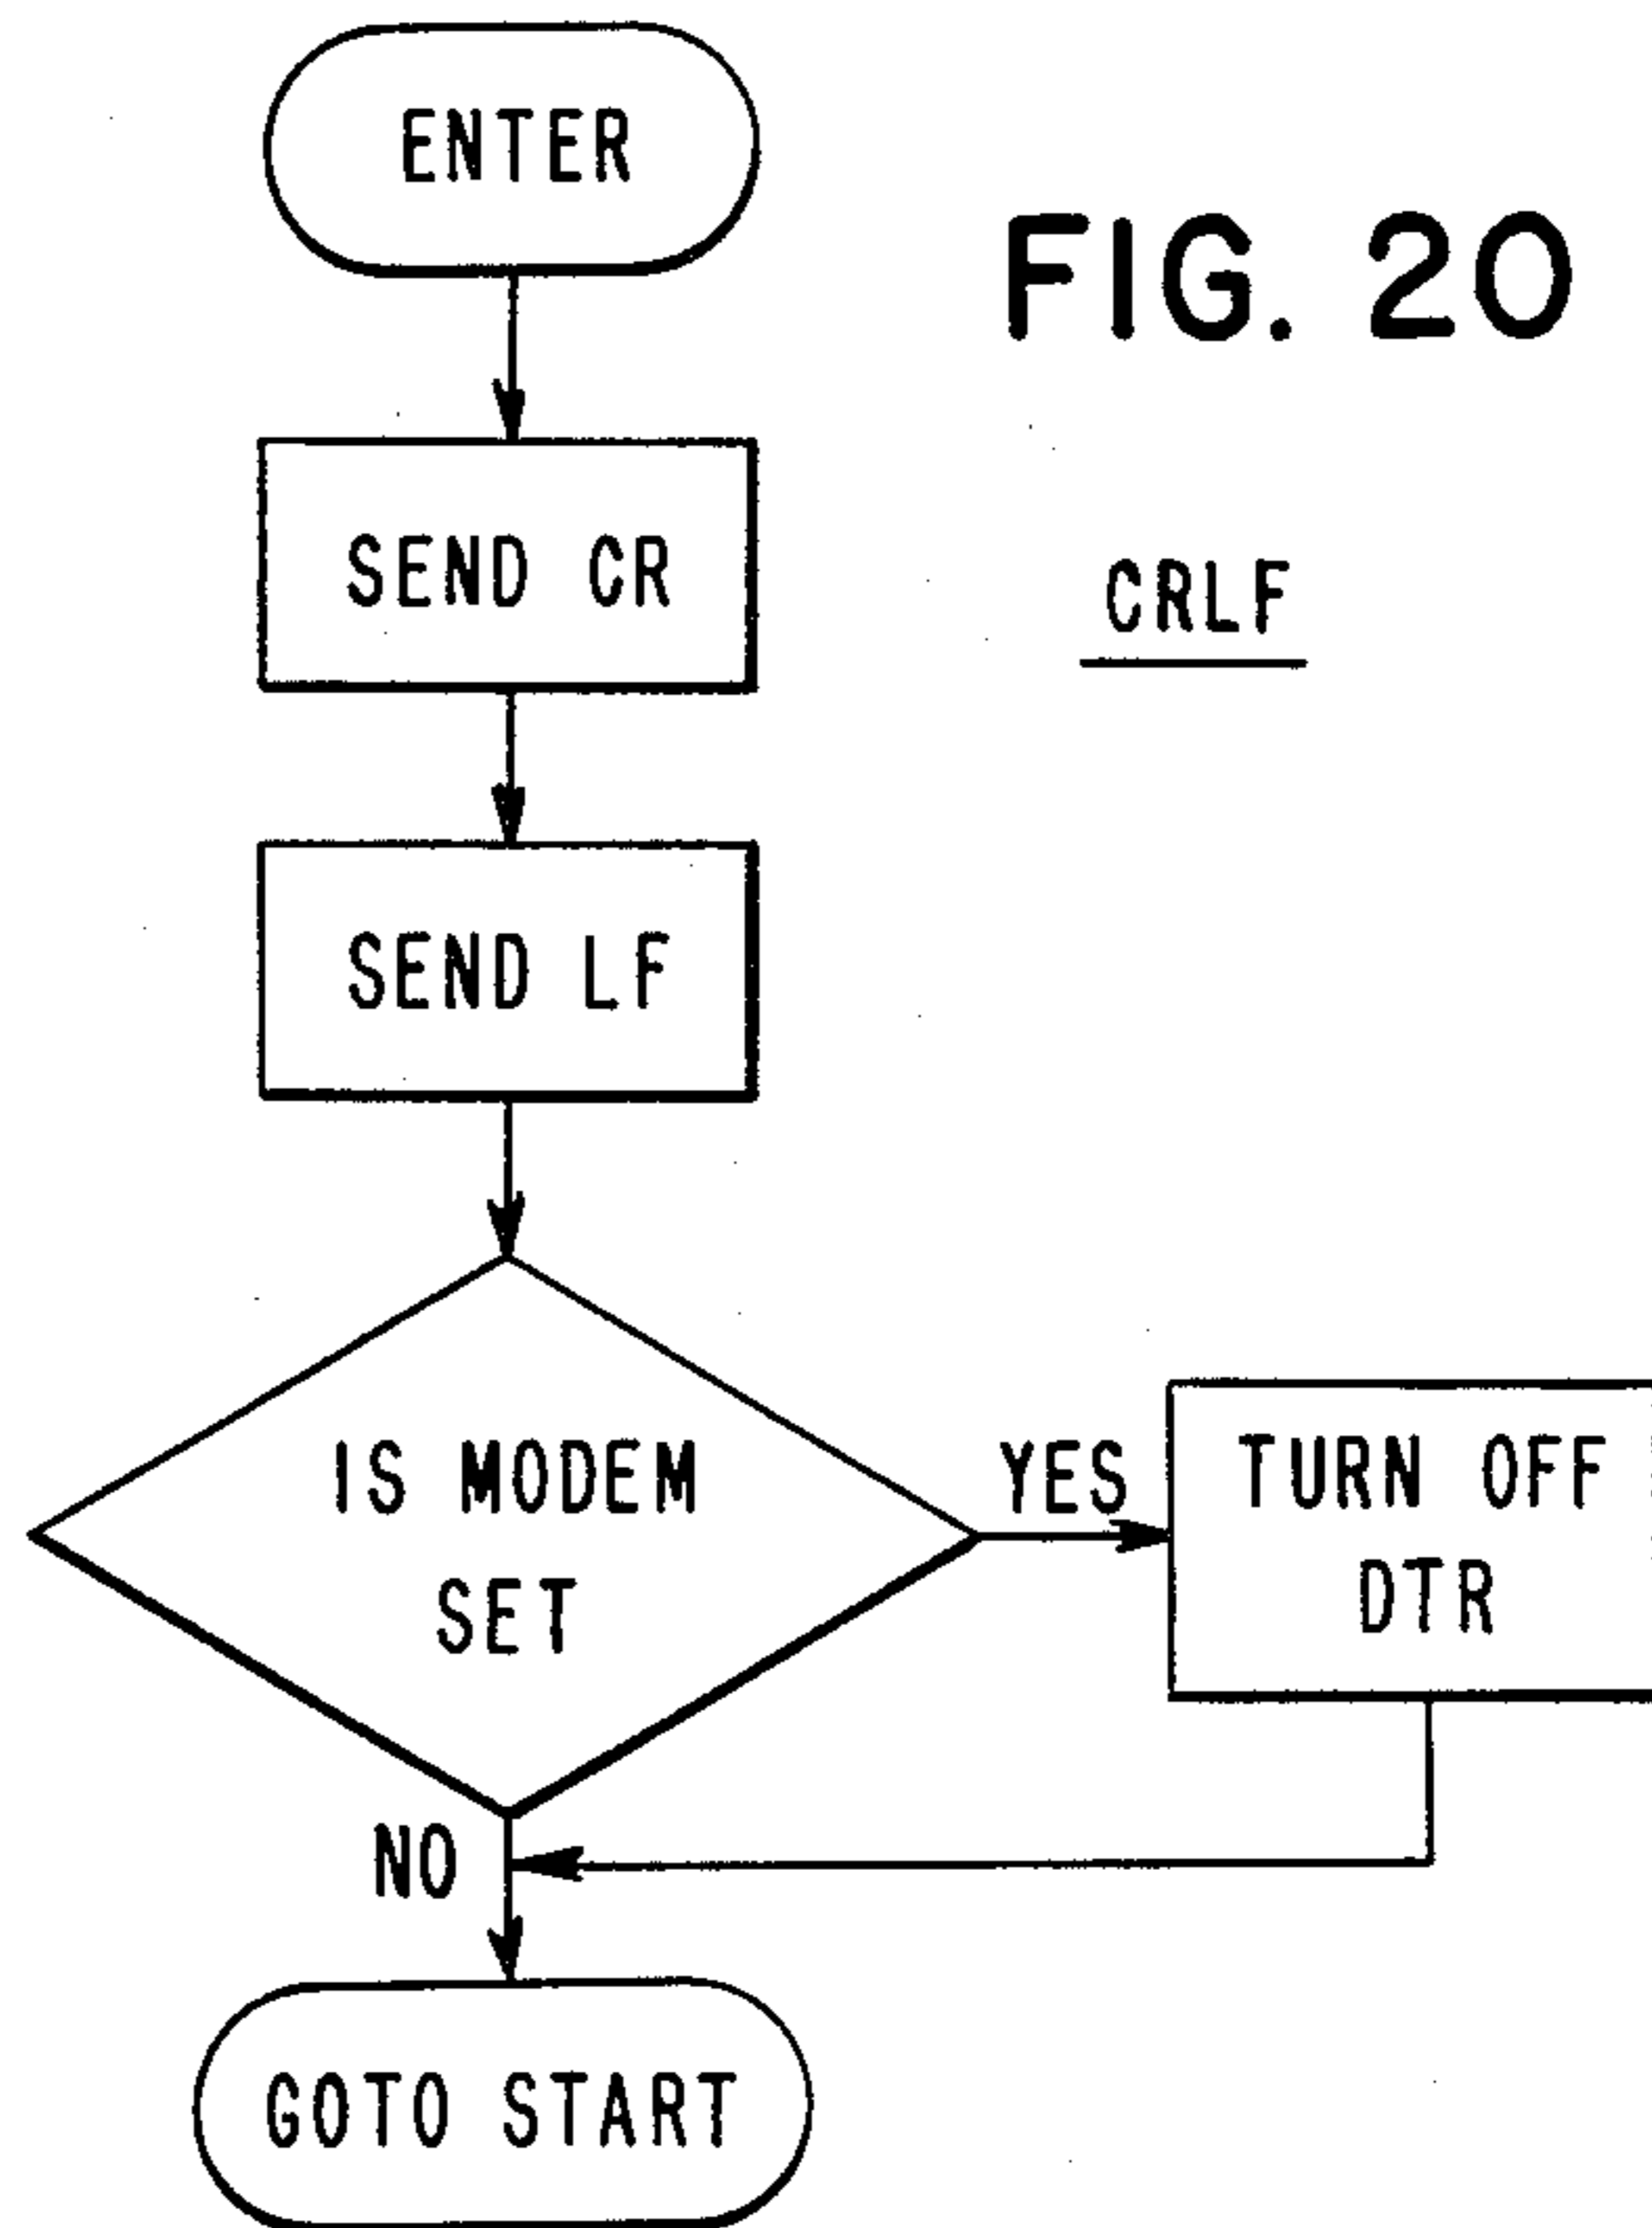 ENTER
FIG. 20
SEND CR
CRLF
SEND LF
IS MODEM
SET
YES
TURN OFF
DTR
NO
GOTO START